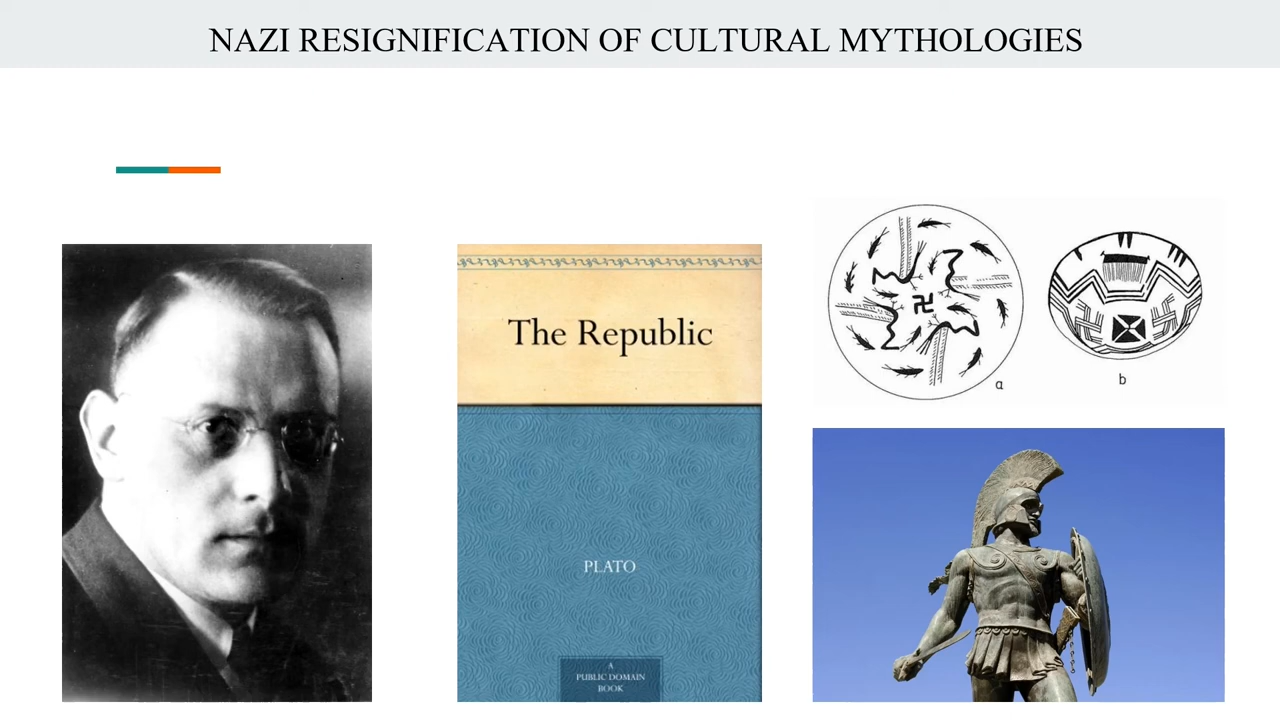 NAZI RESIGNIFICATION OF CULTURAL MYTHOLOGIES
The Republic
PLATO
A
PUBLIC DOMAIN
BOOK
a
b